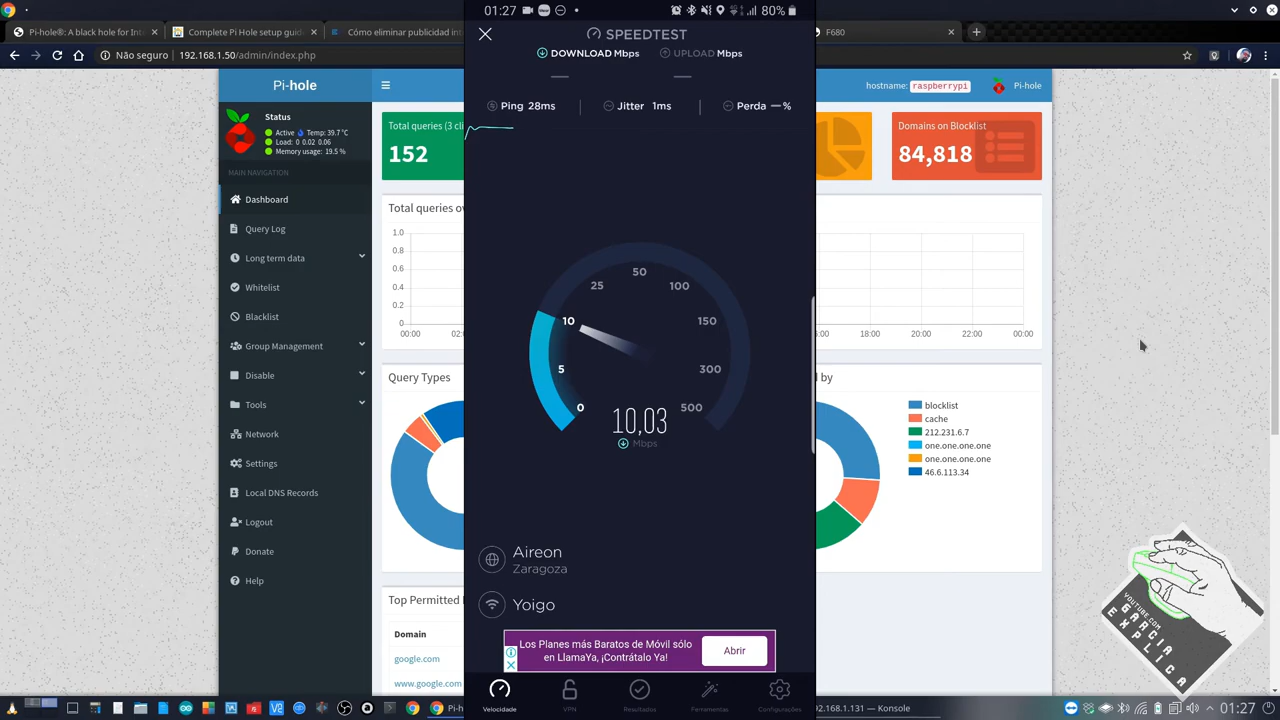 Pi-hole®: A black hole for Inte
Complete Pi-hole setup guid
Cómo eliminar publicidad int
F680
Não seguro
192.168.1.50/admin/index.php
Pi-hole
hostname: raspberrypi
Pi-hole
Status
Active
Temp: 39.7 °C
Load: 0 0.02 0.06
Memory usage: 19.5 %
MAIN NAVIGATION
Dashboard
Query Log
Long term data
Whitelist
Blacklist
Group Management
Disable
Tools
Network
Settings
Local DNS Records
Logout
Donate
Help
Total queries (3 cli
152
Domains on Blocklist
84,818
Total queries ov
1.0
0.8
0.6
0.4
0.2
0
00:00
02:
18:00
20:00
22:00
00:00
Query Types
d by
blocklist
cache
212.231.6.7
one.one.one.one
one.one.one.one
46.6.113.34
Top Permitted
Domain
google.com
www.google.com
01:27
80%
SPEEDTEST
DOWNLOAD Mbps
UPLOAD Mbps
Ping 28ms
Jitter 1ms
Perda — %
0
5
10
25
50
100
150
300
500
10,03
Mbps
Aireon
Zaragoza
Yoigo
Los Planes más Baratos de Móvil sólo
en LlamaYa, ¡Contrátalo Ya!
Abrir
Velocidade
VPN
Resultados
Ferramentas
Configurações
YOUTUBE.COM/
EGARCIA
EXPLICA
Pi-h
92.168.1.131 — Konsole
01:27